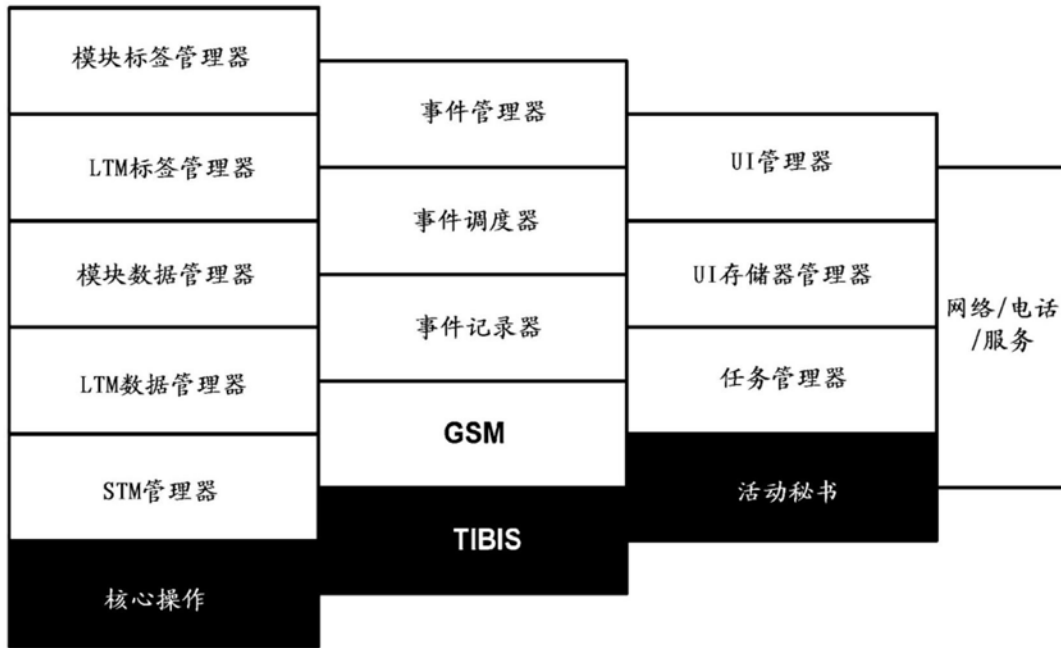 模块标签管理器
LTM标签管理器
模块数据管理器
LTM数据管理器
STM管理器
核心操作
事件管理器
事件调度器
事件记录器
GSM
TIBIS
UI管理器
UI存储器管理器
任务管理器
活动秘书
网络/电话
/服务